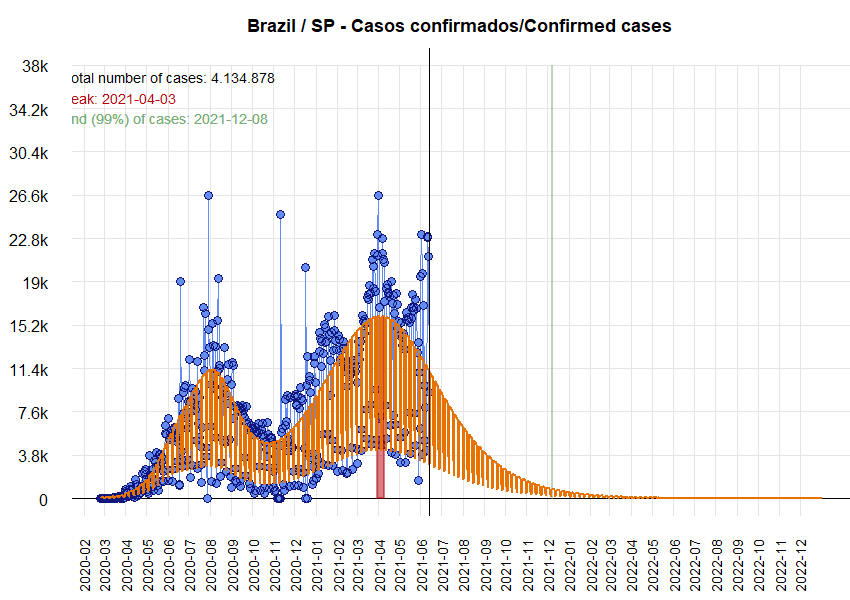 Brazil / SP - Casos confirmados/Confirmed cases
38k
34.2k
30.4k
26.6k
22.8k
19k
15.2k
11.4k
7.6k
3.8k
0
otal number of cases: 4.134.878
eak: 2021-04-03
nd (99%) of cases: 2021-12-08
2020-02
2020-03
2020-04
2020-05
2020-06
2020-07
2020-08
2020-09
2020-10
2020-11
2020-12
2021-01
2021-02
2021-03
2021-04
2021-05
2021-06
2021-07
2021-08
2021-09
2021-10
2021-11
2021-12
2022-01
2022-02
2022-03
2022-04
2022-05
2022-06
2022-07
2022-08
2022-09
2022-10
2022-11
2022-12